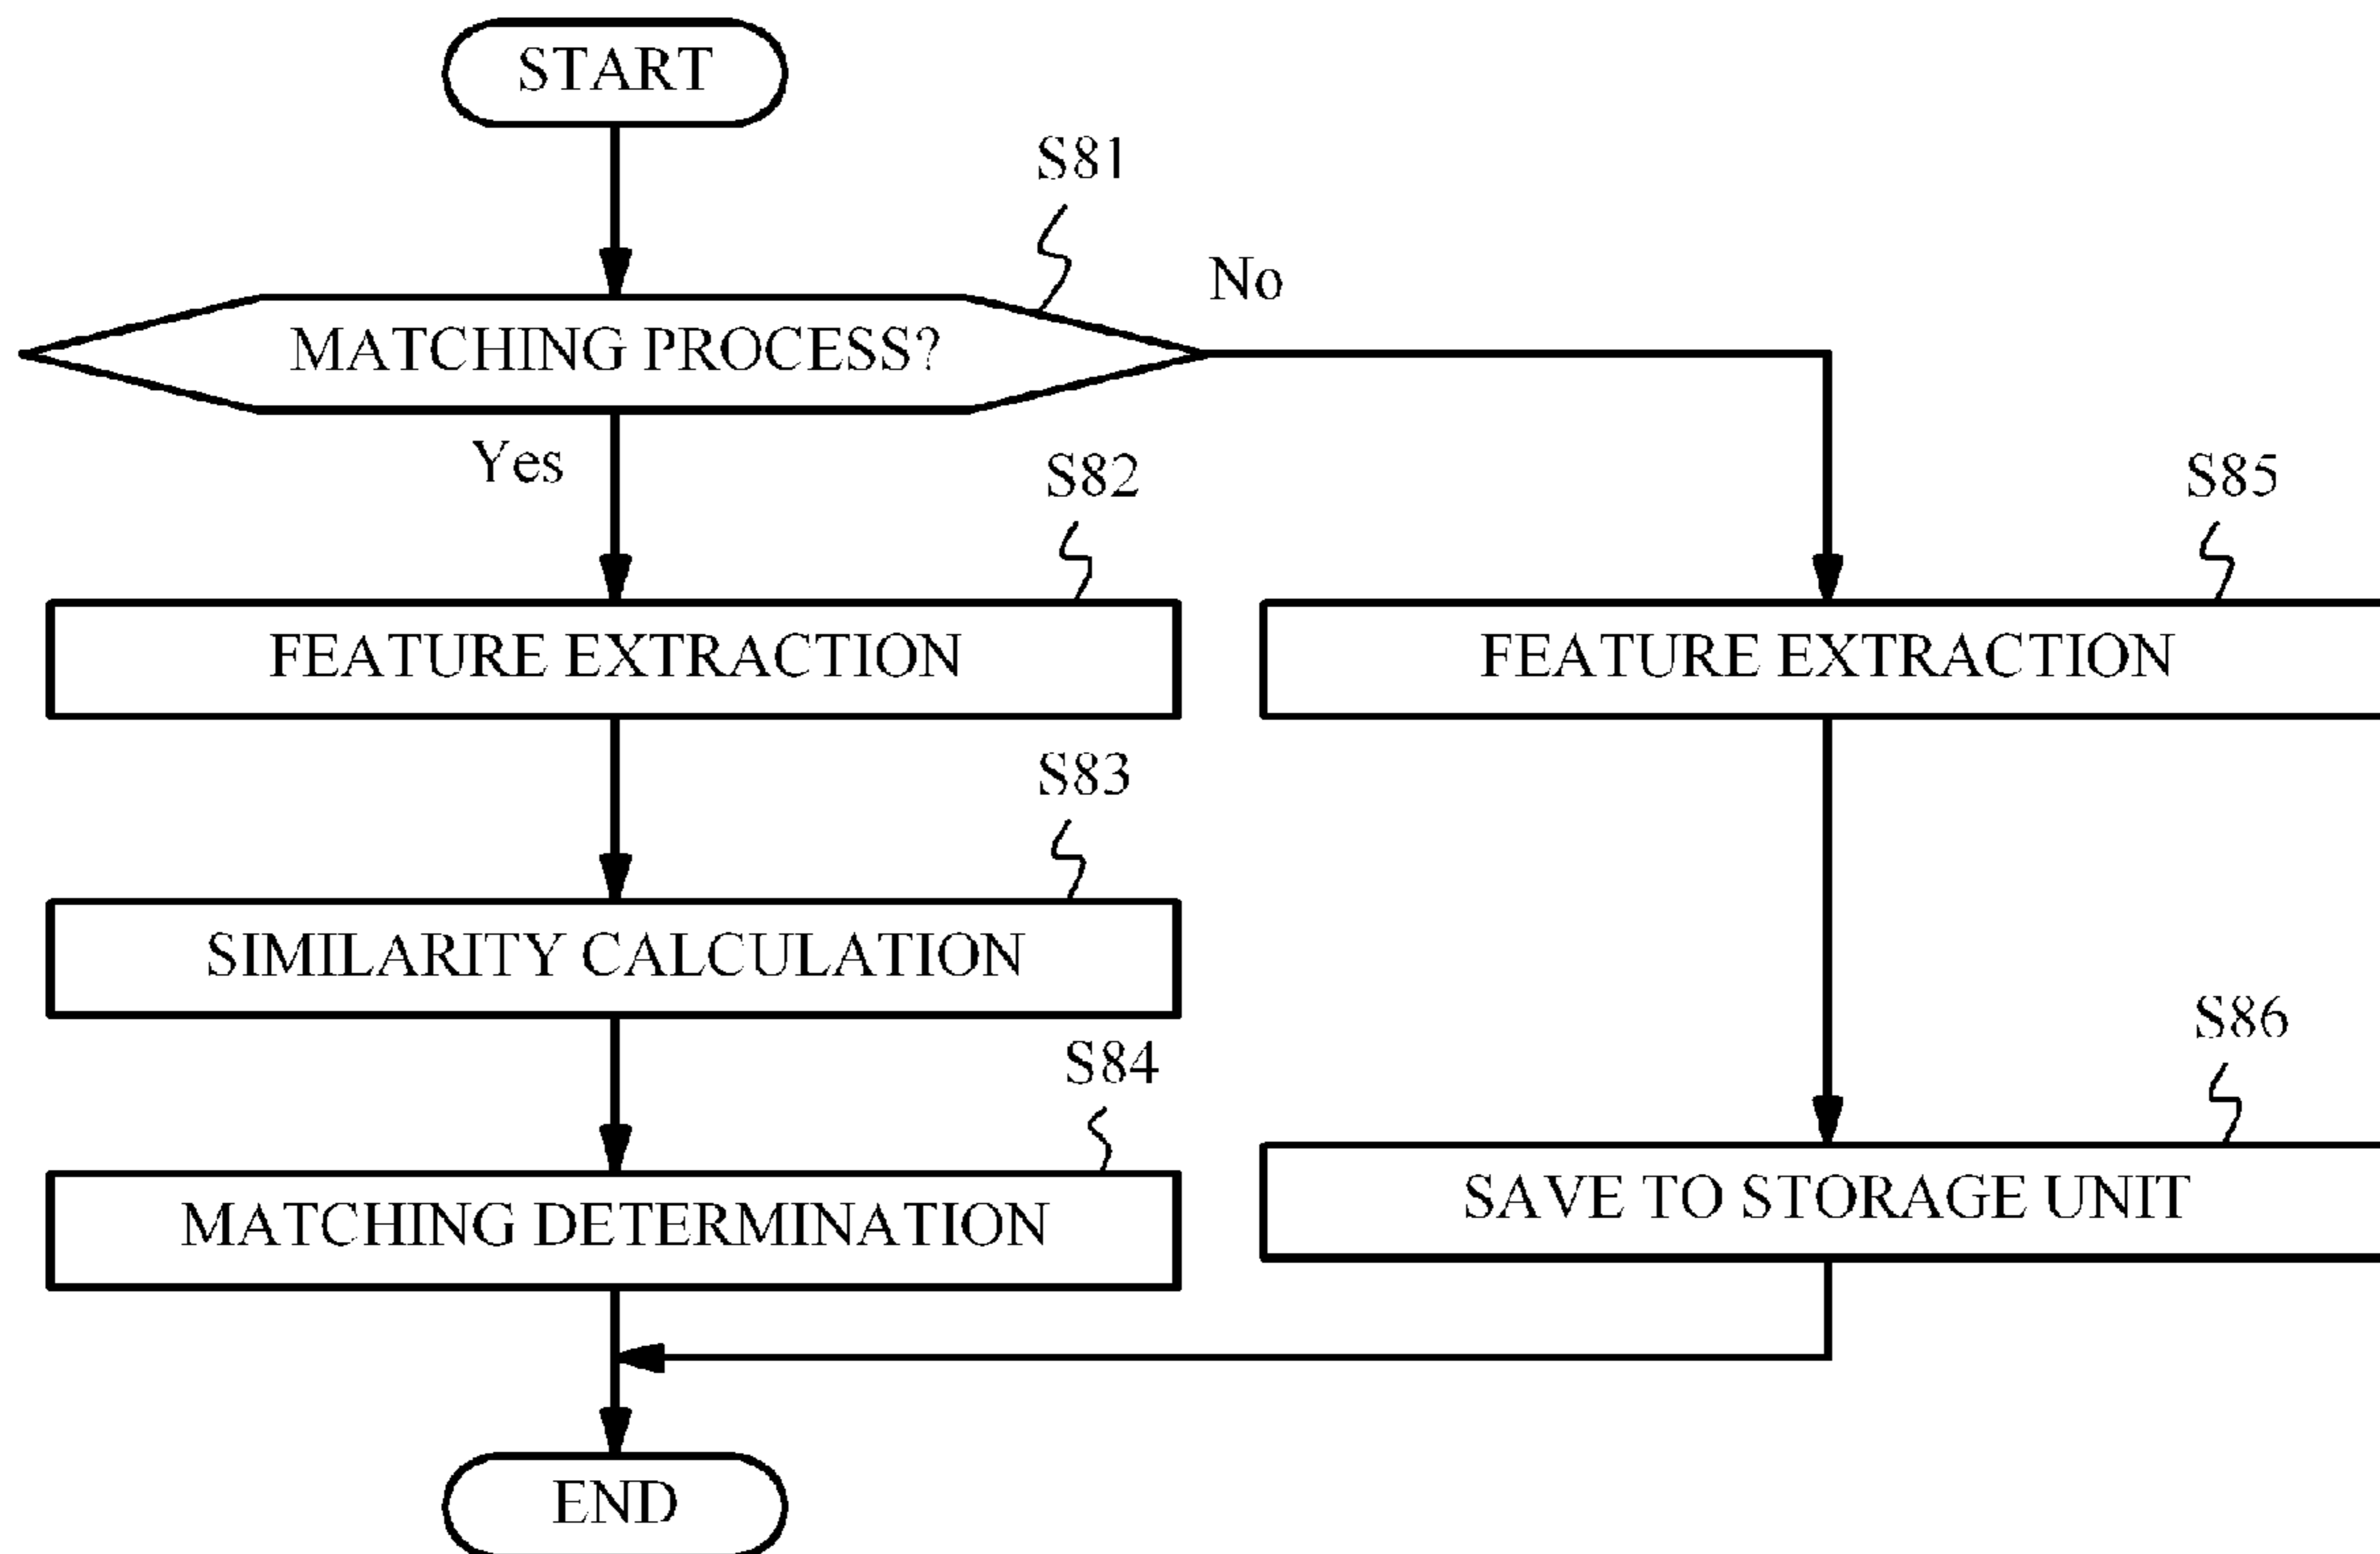 START
S81
No
MATCHING PROCESS?
Yes
S82
S85
FEATURE EXTRACTION
FEATURE EXTRACTION
S83
SIMILARITY CALCULATION
S86
S84
SAVE TO STORAGE UNIT
MATCHING DETERMINATION
END